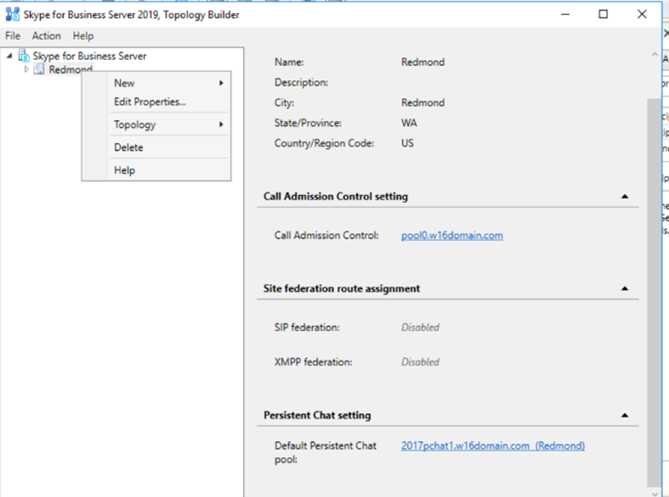 Skype for Business Server 2019, Topology Builder
File Action Help
Skype for Business Server
Redmond
New
Edit Properties...
Topology
Delete
Help
Name: Redmond
Description:
City: Redmond
State/Province: WA
Country/Region Code: US
Call Admission Control setting
Call Admission Control: pool0.w16domain.com
Site federation route assignment
SIP federation: Disabled
XMPP federation: Disabled
Persistent Chat setting
Default Persistent Chat 2017pchat1.w16domain.com (Redmond)
pool: